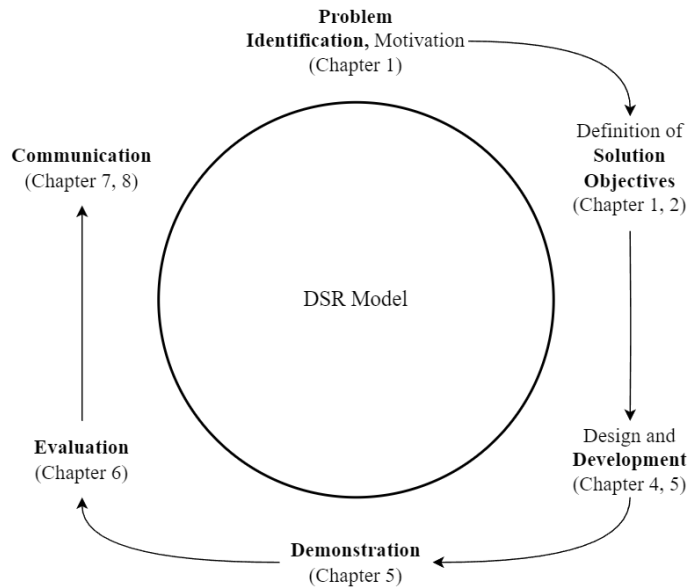 Problem
Identification, Motivation
(Chapter 1)
Definition of
Solution
Objectives
(Chapter 1, 2)
Communication
(Chapter 7, 8)
DSR Model
Design and
Development
(Chapter 4, 5)
Evaluation
(Chapter 6)
Demonstration
(Chapter 5)